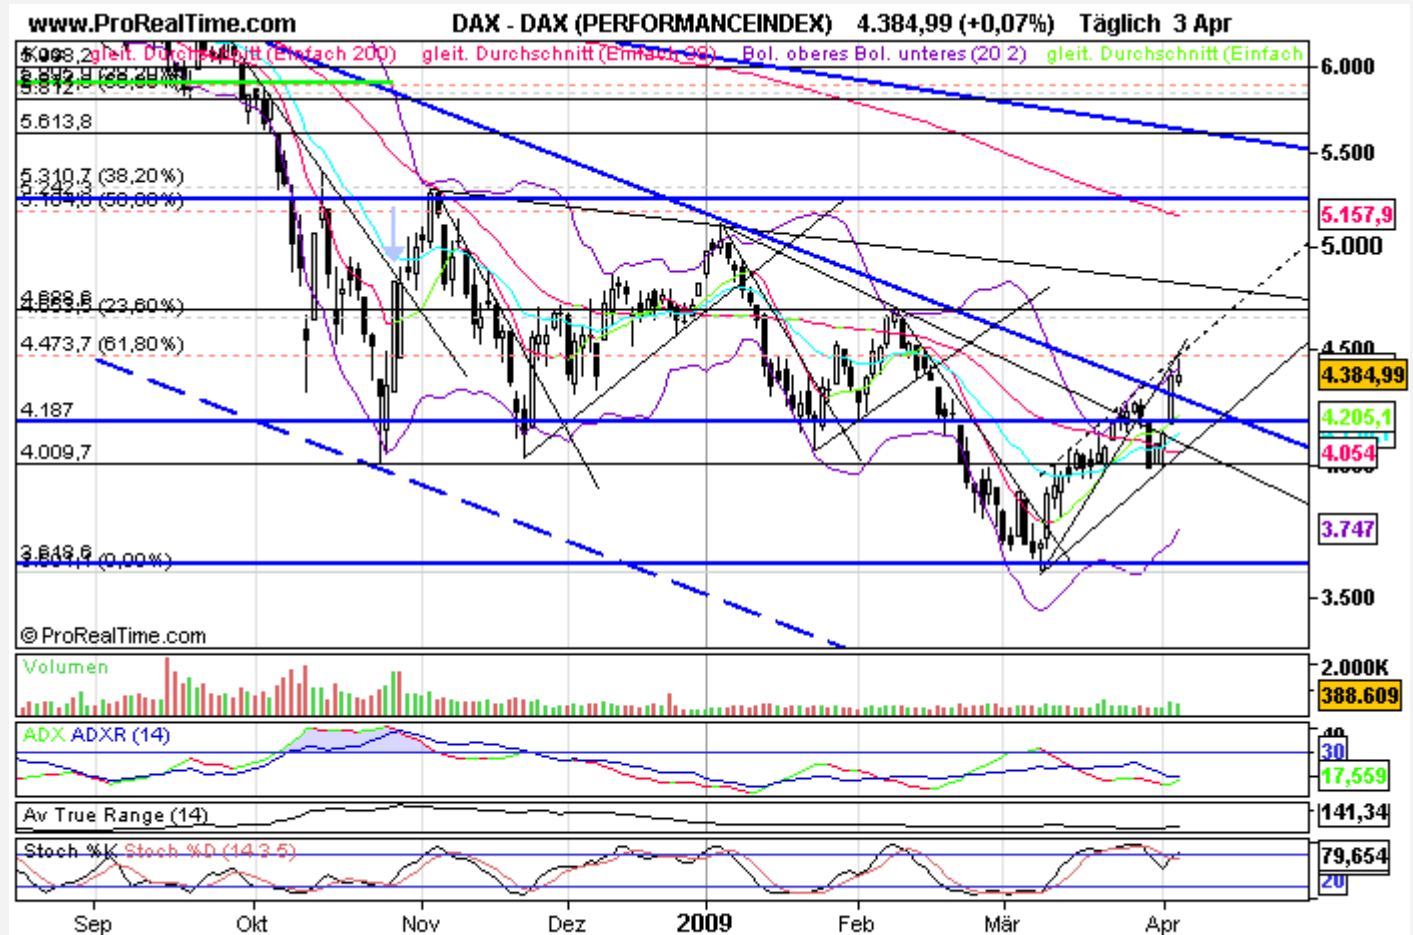 www.ProRealTime.com DAX - DAX (PERFORMANCEINDEX) 4.384,99 (+0,07%) Täglich 3 Apr
gleit. Durchschnitt (Einfach 200) gleit. Durchschnitt (Einfach 38) Bol. oberes Bol. unteres (20 2) gleit. Durchschnitt (Einfach
6.000
5.812
5.613,8
5.500
5.310,7 (38,20%)
5.157,9
5.000
(23,60%)
4.500
4.473,7 (61,80%)
4.384,99
4.187
4.205,1
4.054
4.009,7
3.747
(0,00%)
3.500
© ProRealTime.com
Volumen
2.000K
388.609
ADX ADXR (14)
30
17,559
Av True Range (14)
141,34
Stoch %K Stoch %D (14 3 5)
79,654
20
Sep Okt Nov Dez 2009 Feb Mär Apr